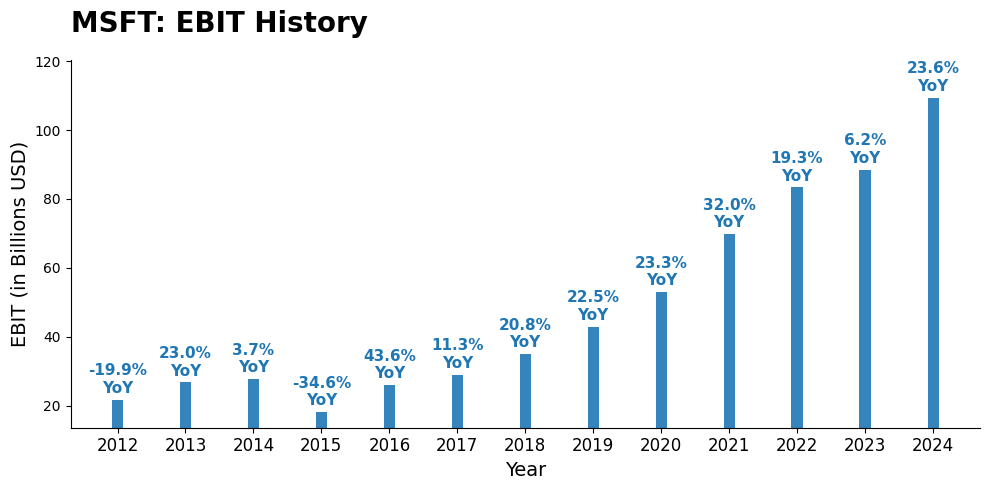 MSFT: EBIT History
EBIT (in Billions USD)
120
100
80
60
40
20
-19.9%
YoY
23.0%
YoY
3.7%
YoY
-34.6%
YoY
43.6%
YoY
11.3%
YoY
20.8%
YoY
22.5%
YoY
23.3%
YoY
32.0%
YoY
19.3%
YoY
6.2%
YoY
23.6%
YoY
2012 2013 2014 2015 2016 2017 2018 2019 2020 2021 2022 2023 2024
Year